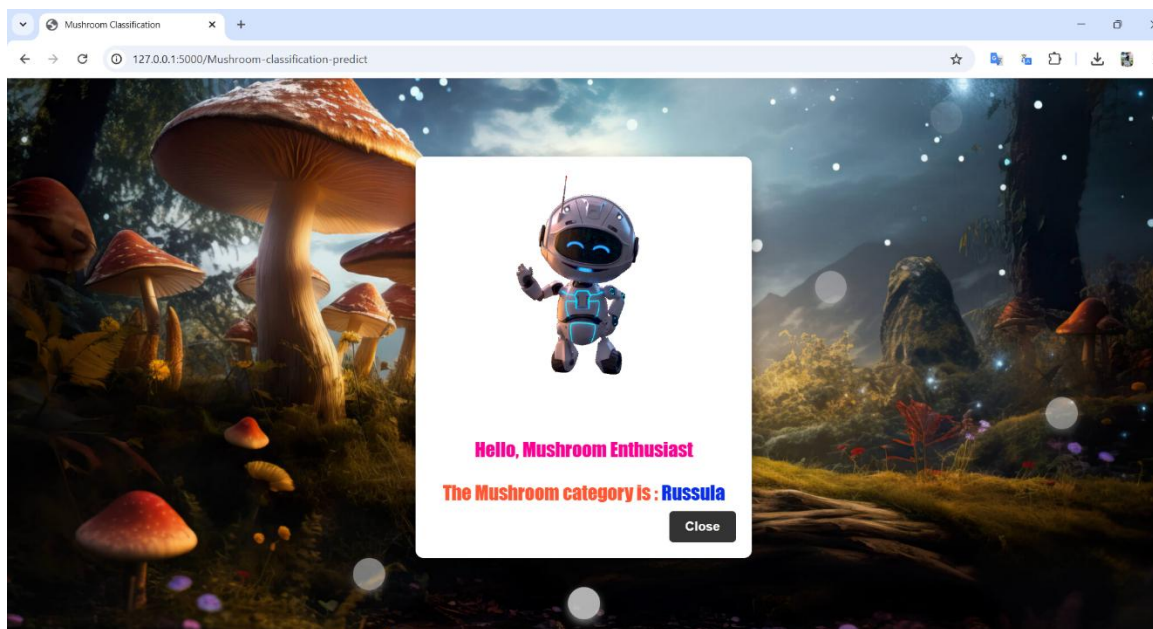 Mushroom Classification
127.0.0.1:5000/Mushroom-classification-predict
Hello, Mushroom Enthusiast
The Mushroom category is : Russula
Close